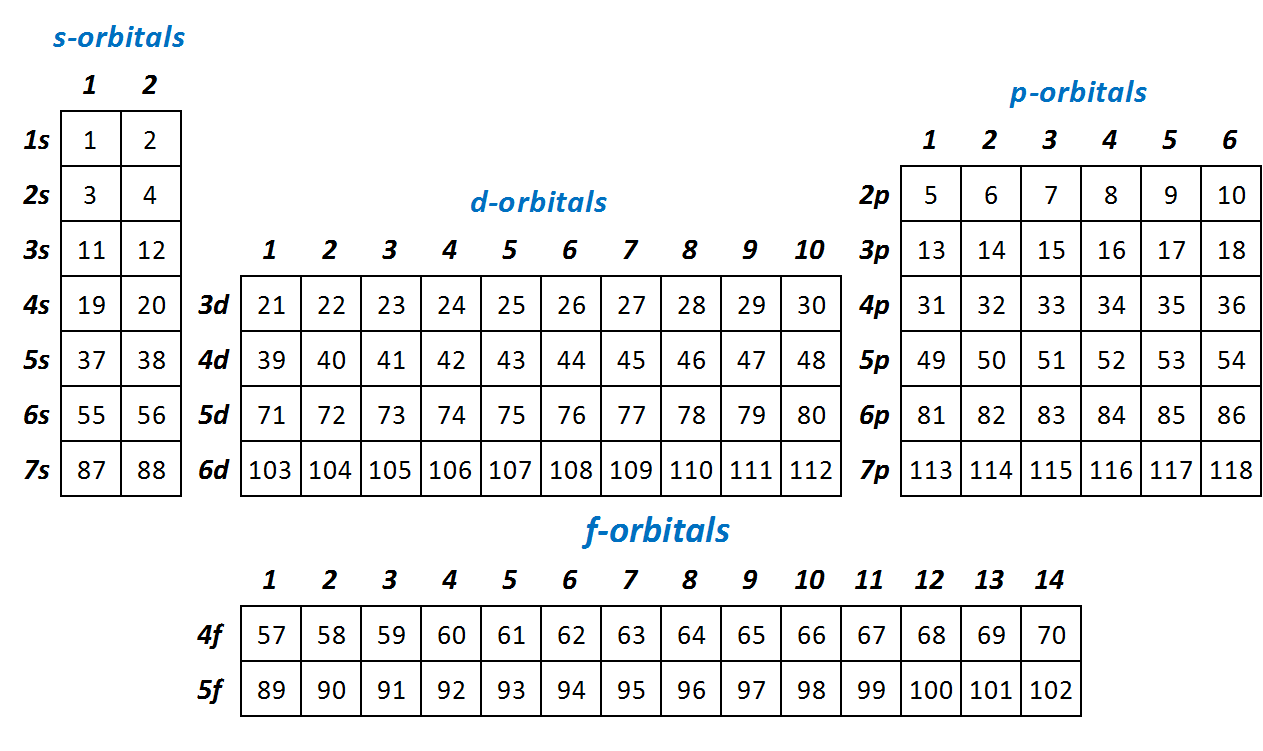 s-orbitals
1 2
p-orbitals
1 2 3 4 5 6
1s 1 2
2s 3 4 2p 5 6 7 8 9 10
d-orbitals
3s 11 12 1 2 3 4 5 6 7 8 9 10 3p 13 14 15 16 17 18
4s 19 20 3d 21 22 23 24 25 26 27 28 29 30 4p 31 32 33 34 35 36
5s 37 38 4d 39 40 41 42 43 44 45 46 47 48 5p 49 50 51 52 53 54
6s 55 56 5d 71 72 73 74 75 76 77 78 79 80 6p 81 82 83 84 85 86
7s 87 88 6d 103 104 105 106 107 108 109 110 111 112 7p 113 114 115 116 117 118
f-orbitals
1 2 3 4 5 6 7 8 9 10 11 12 13 14
4f 57 58 59 60 61 62 63 64 65 66 67 68 69 70
5f 89 90 91 92 93 94 95 96 97 98 99 100 101 102